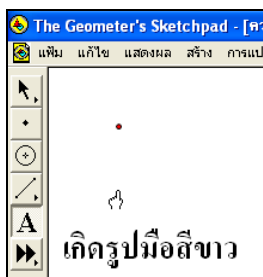 The Geometer's Sketchpad - [คว
แฟ้ม แก้ไข แสดงผล สร้าง การแป
A
เกิดรูปมือสีขาว